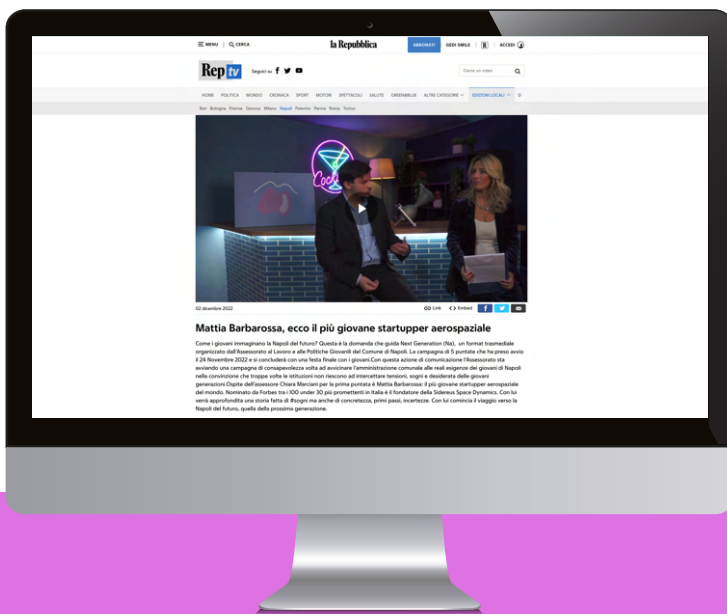 MENU | CERCA
la Repubblica
ABBONATI GEDI SMILE | R | ACCEDI
Rep tv
Seguici su
Cerca un video
HOME POLITICA MONDO CRONACA SPORT MOTORI SPETTACOLI SALUTE GREEN&BLUE ALTRE CATEGORIE EDIZIONI LOCALI
Bari Bologna Firenze Genova Milano Napoli Palermo Parma Roma Torino
Cock
02 dicembre 2022
Link Embed
Mattia Barbarossa, ecco il più giovane startupper aerospaziale
Come i giovani immaginano la Napoli del futuro? Questa è la domanda che guida Next Generation (Na), un format trasmediale
organizzato dall'Assessorato al Lavoro e alle Politiche Giovanili del Comune di Napoli. La campagna di 5 puntate che ha preso avvio
il 24 Novembre 2022 e si concluderà con una festa finale con i giovani.Con questa azione di comunicazione l'Assessorato sta
avviando una campagna di consapevolezza volta ad avvicinare l'amministrazione comunale alle reali esigenze dei giovani di Napoli
nella convinzione che troppe volte le istituzioni non riescono ad intercettare tensioni, sogni e desiderata delle giovani
generazioni.Ospite dell'assessore Chiara Marciani per la prima puntata è Mattia Barbarossa: il più giovane startupper aerospaziale
del mondo. Nominato da Forbes tra i 100 under 30 più promettenti in Italia è il fondatore della Sidereus Space Dynamics. Con lui
verrà approfondita una storia fatta di #sogni ma anche di concretezza, primi passi, incertezze. Con lui comincia il viaggio verso la
Napoli del futuro, quella della prossima generazione.